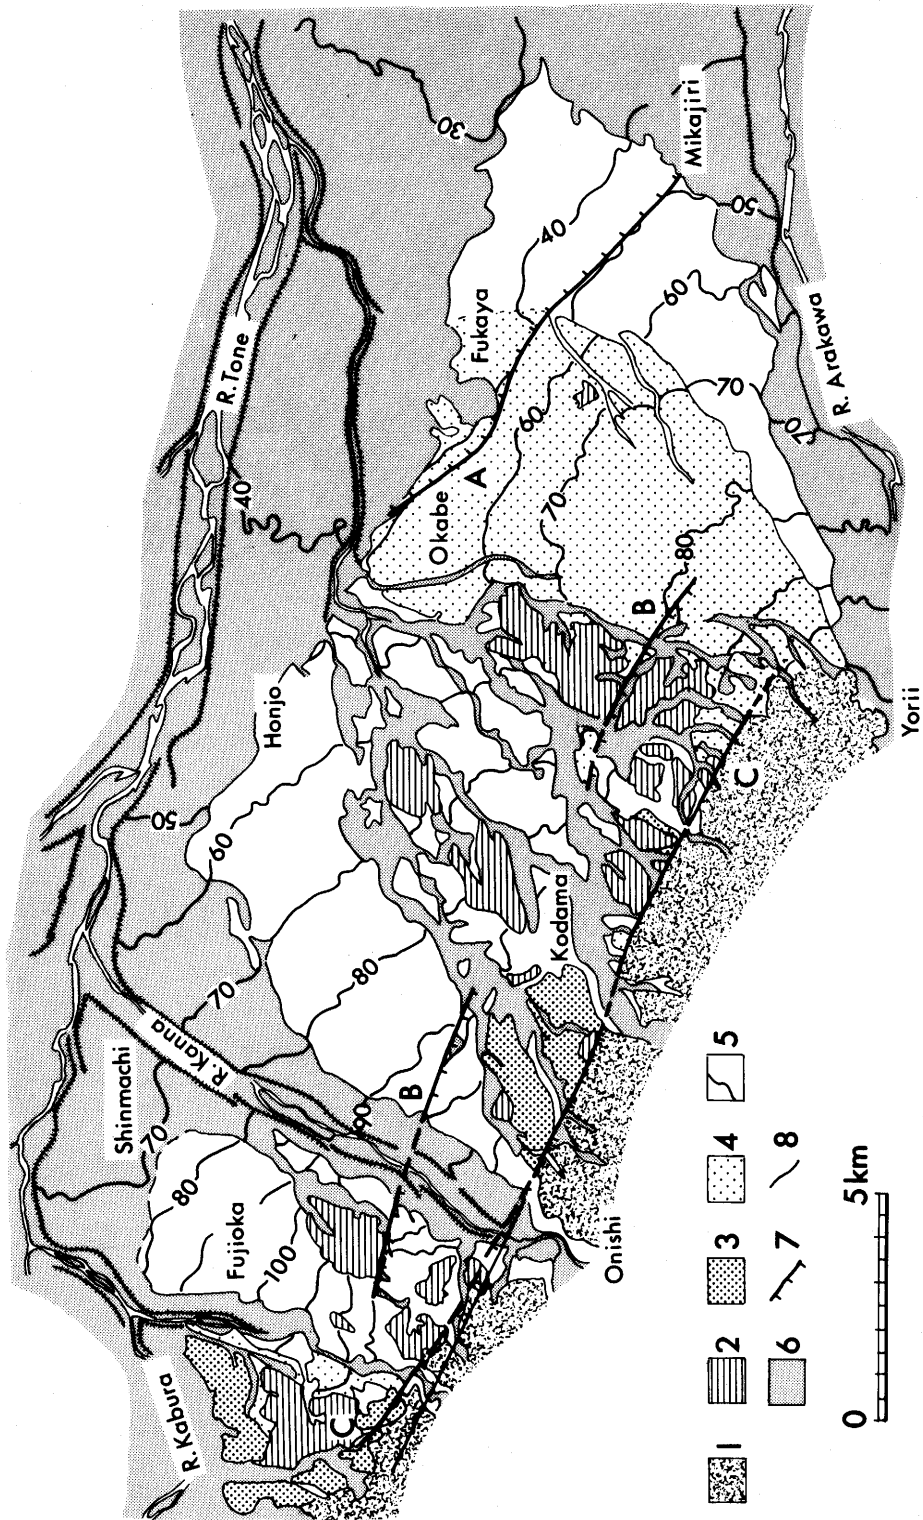 R. Tone
30
Mikajiri
50
40
Fukaya
60
R. Arakawa
70
70
60
A
Okabe
70
80
B
40
Honjo
Yorii
C
50
60
Kodama
80
70
R. Kanna
B
90
Shinmachi
70
80
Fujioka
100
Onishi
R. Kabura
C
1
2
3
4
5
6
7
8
0
5km